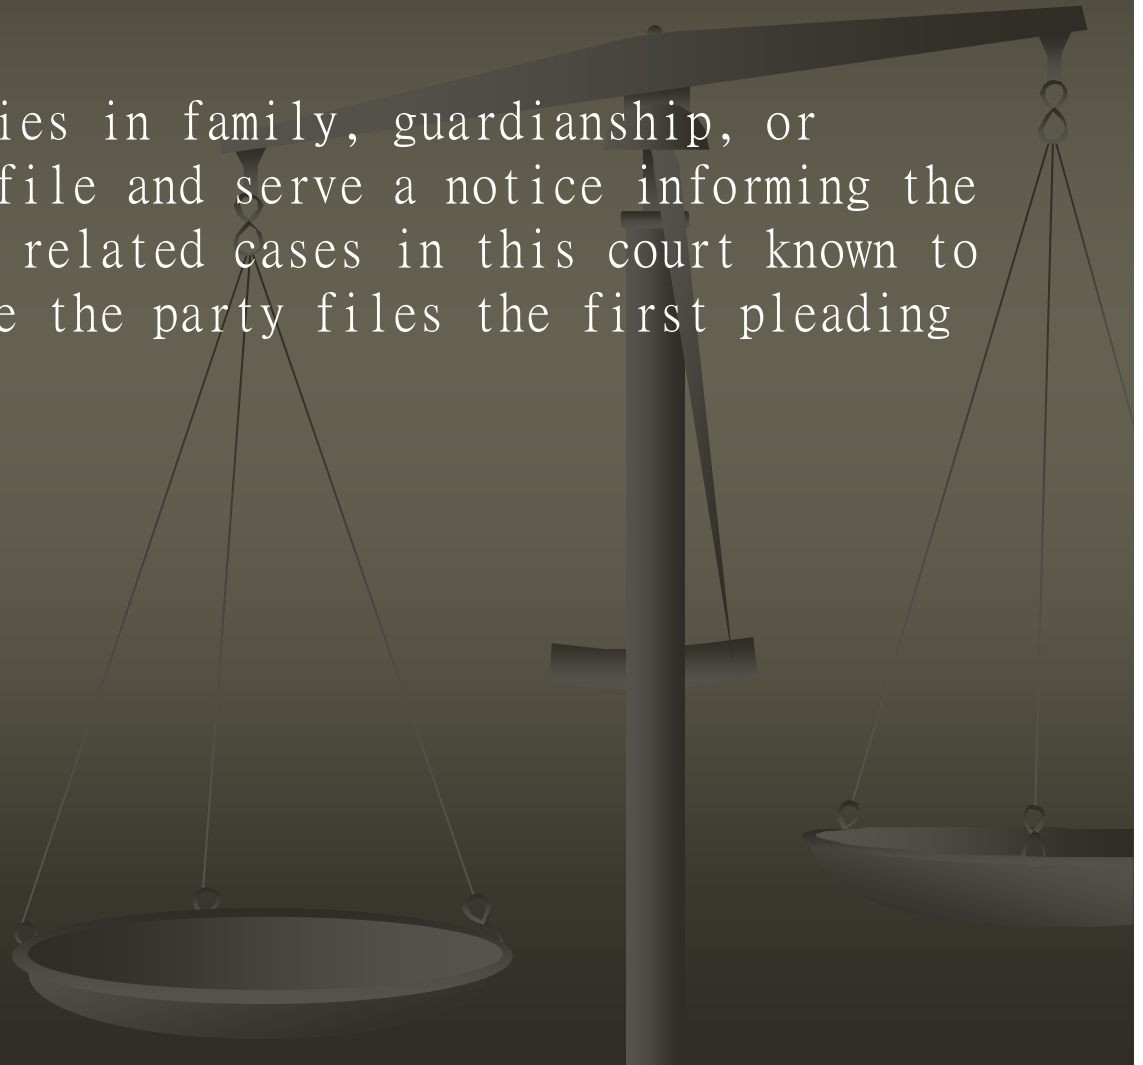 ies in family, guardianship, or
file and serve a notice informing the
related cases in this court known to
e the party files the first pleading